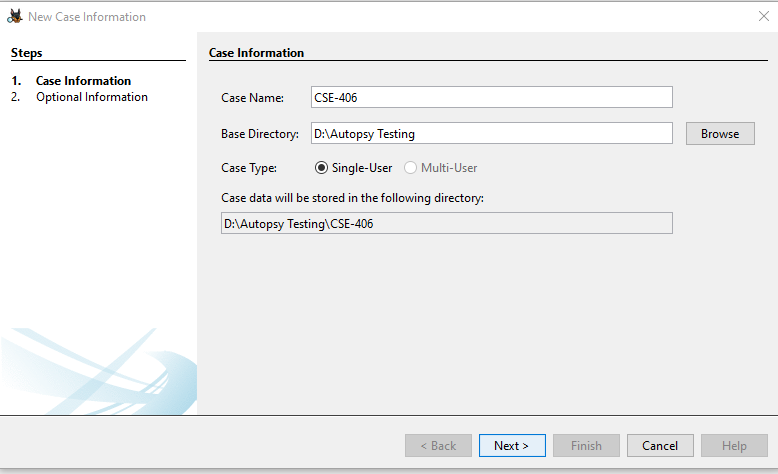 New Case Information
Steps
1. Case Information
2. Optional Information
Case Information
Case Name: CSE-406
Base Directory: D:\Autopsy Testing Browse
Case Type: Single-User Multi-User
Case data will be stored in the following directory:
D:\Autopsy Testing\CSE-406
< Back Next > Finish Cancel Help